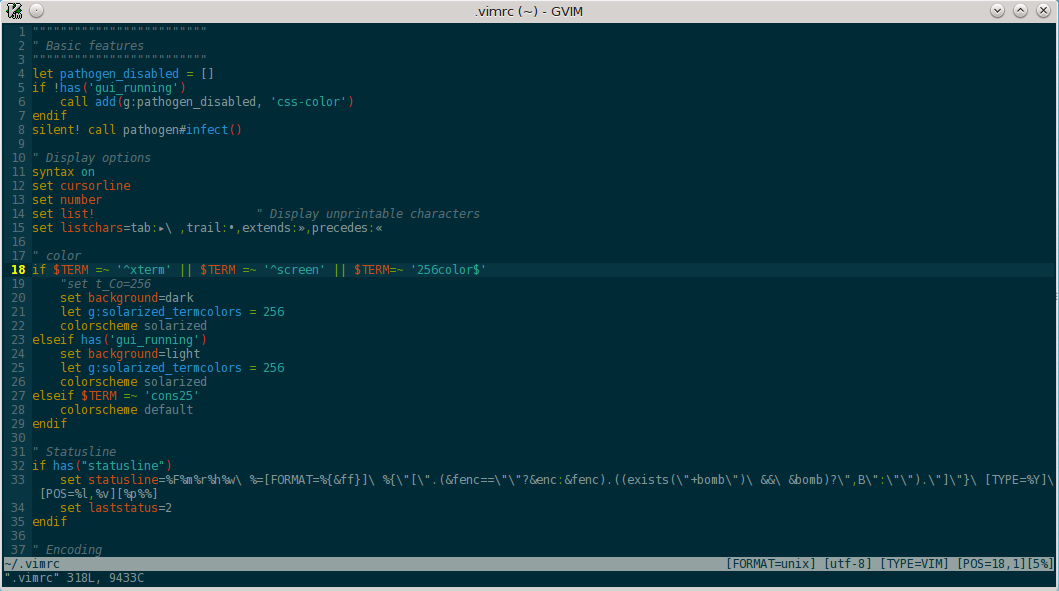 .vimrc (~) - GVIM
1 """""""""""""""""""""""""
2 " Basic features
3 """""""""""""""""""""""""
4 let pathogen_disabled = []
5 if !has('gui_running')
6     call add(g:pathogen_disabled, 'css-color')
7 endif
8 silent! call pathogen#infect()
9
10 " Display options
11 syntax on
12 set cursorline
13 set number
14 set list!                       " Display unprintable characters
15 set listchars=tab:▸\ ,trail:•,extends:»,precedes:«
16
17 " color
18 if $TERM =~ '^xterm' || $TERM =~ '^screen' || $TERM=~ '256color$'
19     "set t_Co=256
20     set background=dark
21     let g:solarized_termcolors = 256
22     colorscheme solarized
23 elseif has('gui_running')
24     set background=light
25     let g:solarized_termcolors = 256
26     colorscheme solarized
27 elseif $TERM =~ 'cons25'
28     colorscheme default
29 endif
30
31 " Statusline
32 if has("statusline")
33     set statusline=%F%m%r%h%w\ %=[FORMAT=%{&ff}]\ %{\"[\".(&fenc==\"\"?&enc:&fenc).((exists(\"+bomb\")\ &&\ &bomb)?\",B\":\"\").\"]\"}\ [TYPE=%Y]\
 [POS=%l,%v][%p%%]
34     set laststatus=2
35 endif
36
37 " Encoding
~/.vimrc [FORMAT=unix] [utf-8] [TYPE=VIM] [POS=18,1][5%]
".vimrc" 318L, 9433C